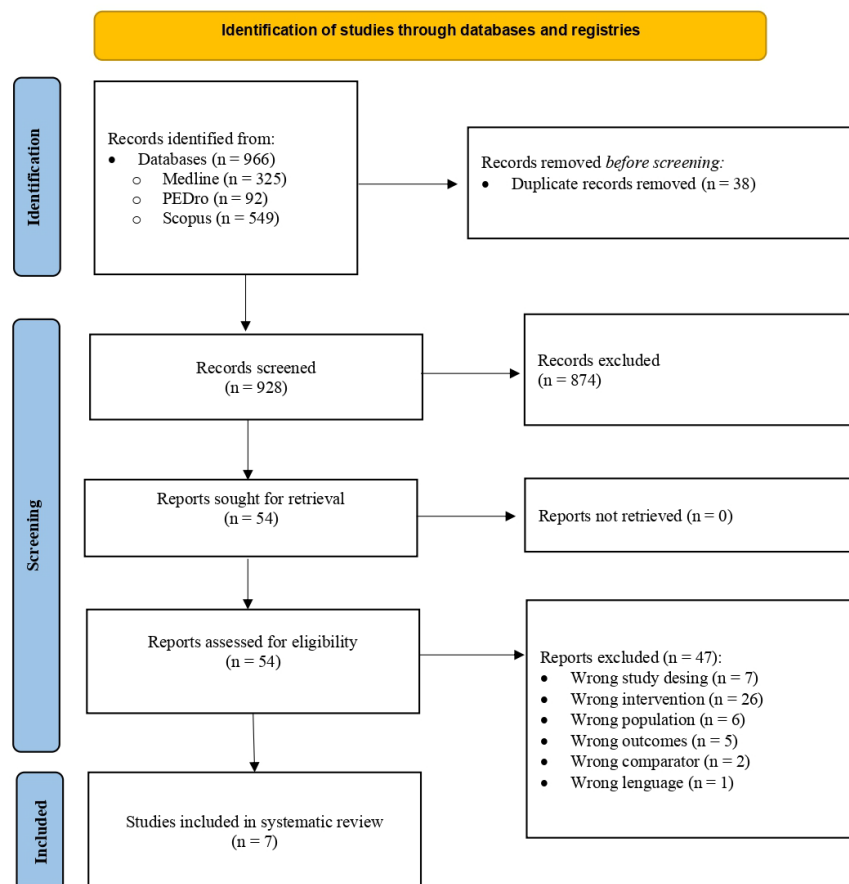 Identification of studies through databases and registries
Identification
Records identified from:
• Databases (n = 966)
o Medline (n = 325)
o PEDro (n = 92)
o Scopus (n = 549)
Records removed before screening:
• Duplicate records removed (n = 38)
Screening
Records screened
(n = 928)
Records excluded
(n = 874)
Reports sought for retrieval
(n = 54)
Reports not retrieved (n = 0)
Reports assessed for eligibility
(n = 54)
Reports excluded (n = 47):
• Wrong study desing (n = 7)
• Wrong intervention (n = 26)
• Wrong population (n = 6)
• Wrong outcomes (n = 5)
• Wrong comparator (n = 2)
• Wrong lenguage (n = 1)
Included
Studies included in systematic review
(n = 7)